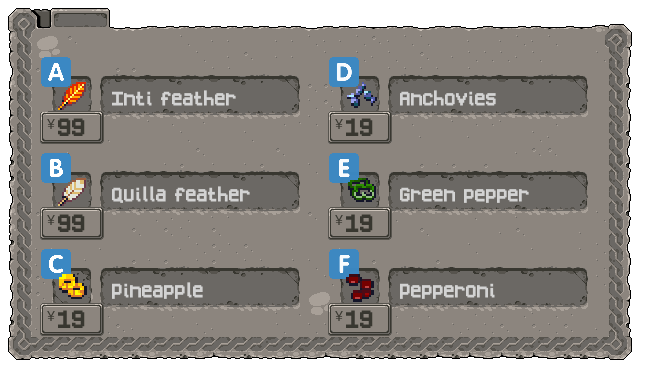 A
Inti feather
¥99
B
Quilla feather
¥99
C
Pineapple
¥19
D
Anchovies
¥19
E
Green pepper
¥19
F
Pepperoni
¥19